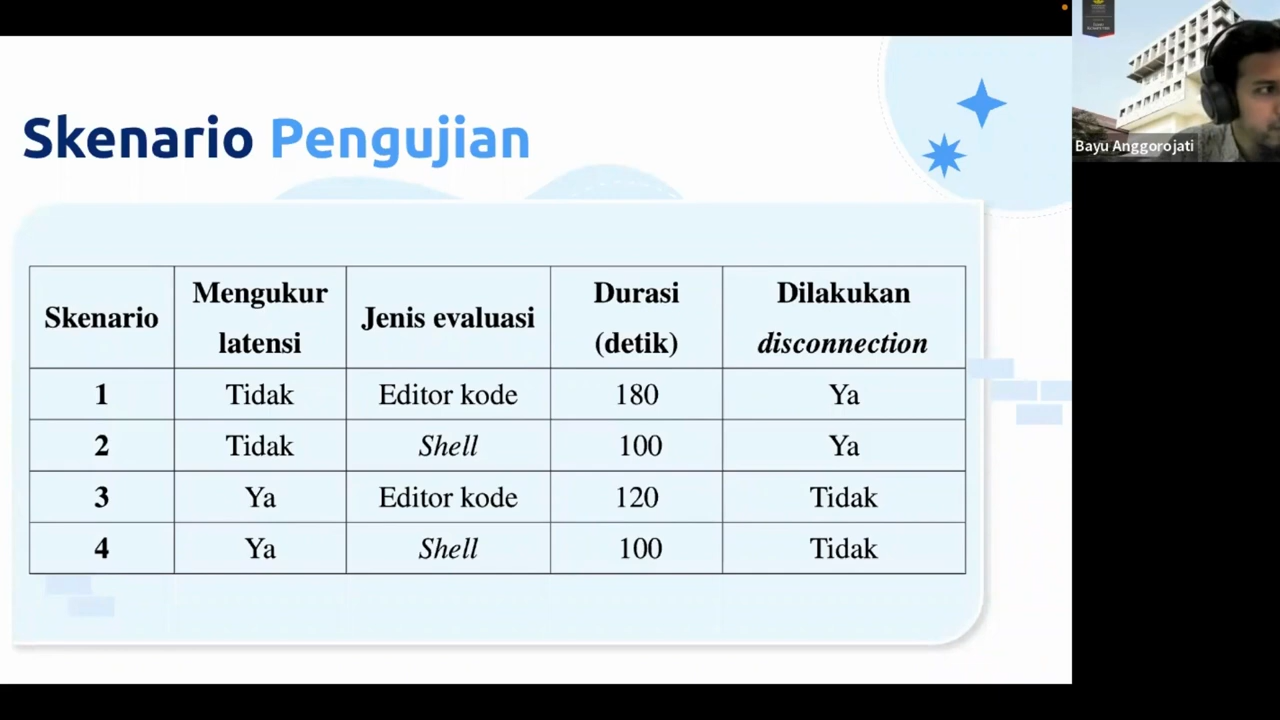 Skenario Pengujian
Skenario
Mengukur
latensi
Jenis evaluasi
Durasi
(detik)
Dilakukan
disconnection
1 Tidak Editor kode 180 Ya
2 Tidak Shell 100 Ya
3 Ya Editor kode 120 Tidak
4 Ya Shell 100 Tidak
Bayu Anggorojati